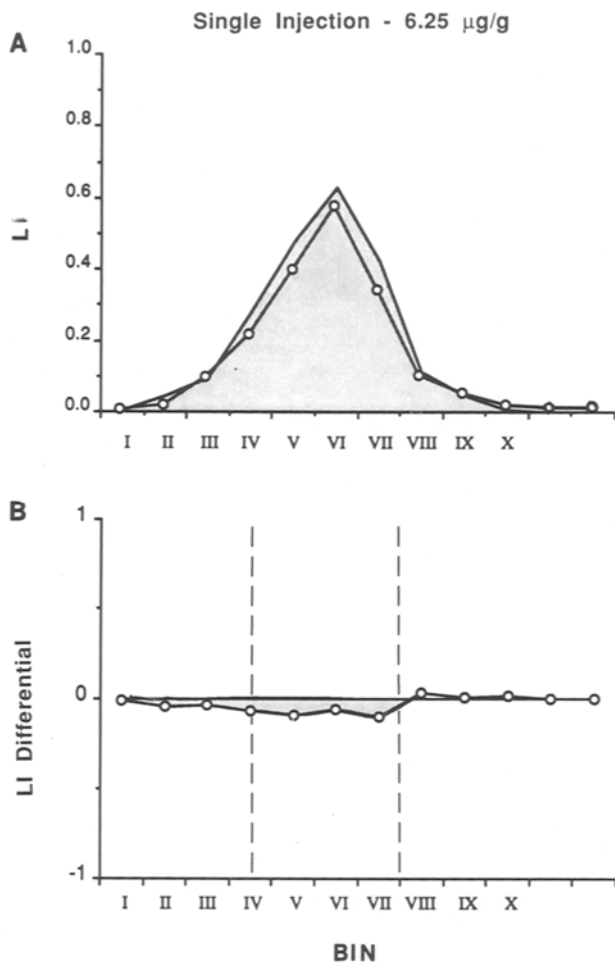 Single Injection - 6.25 µg/g
A
1.0
0.8
0.6
0.4
0.2
0.0
LI
I II III IV V VI VII VIII IX X
B
1
0
-1
LI Differential
I II III IV V VI VII VIII IX X
BIN